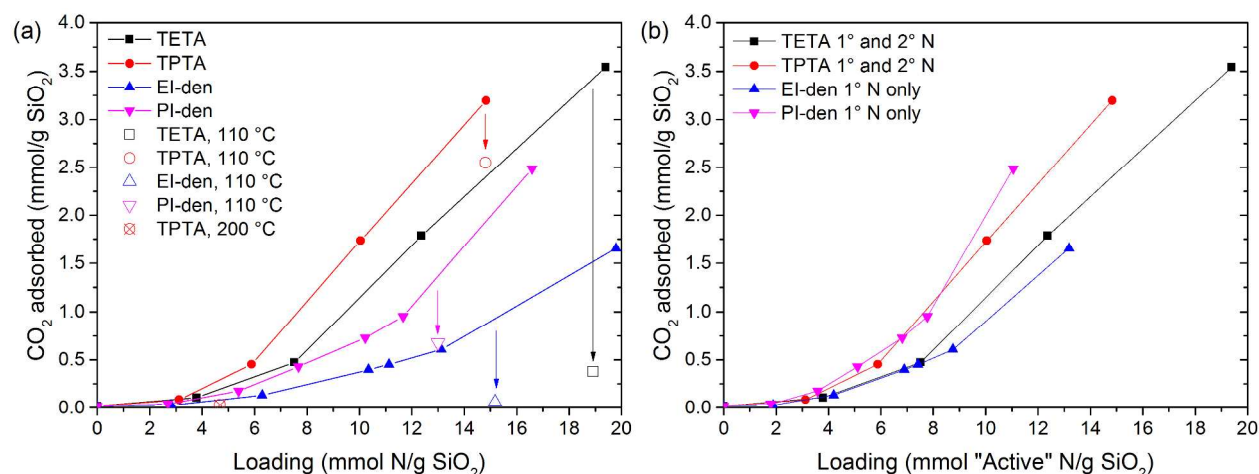 (a)
TETA
TPTA
EI-den
PI-den
TETA, 110 °C
TPTA, 110 °C
EI-den, 110 °C
PI-den, 110 °C
TPTA, 200 °C
CO₂ adsorbed (mmol/g SiO₂)
4.0
3.5
3.0
2.5
2.0
1.5
1.0
0.5
0.0
0 2 4 6 8 10 12 14 16 18 20
Loading (mmol N/g SiO₂)
(b)
TETA 1° and 2° N
TPTA 1° and 2° N
EI-den 1° N only
PI-den 1° N only
CO₂ adsorbed (mmol/g SiO₂)
4.0
3.5
3.0
2.5
2.0
1.5
1.0
0.5
0.0
0 2 4 6 8 10 12 14 16 18 20
Loading (mmol "Active" N/g SiO₂)